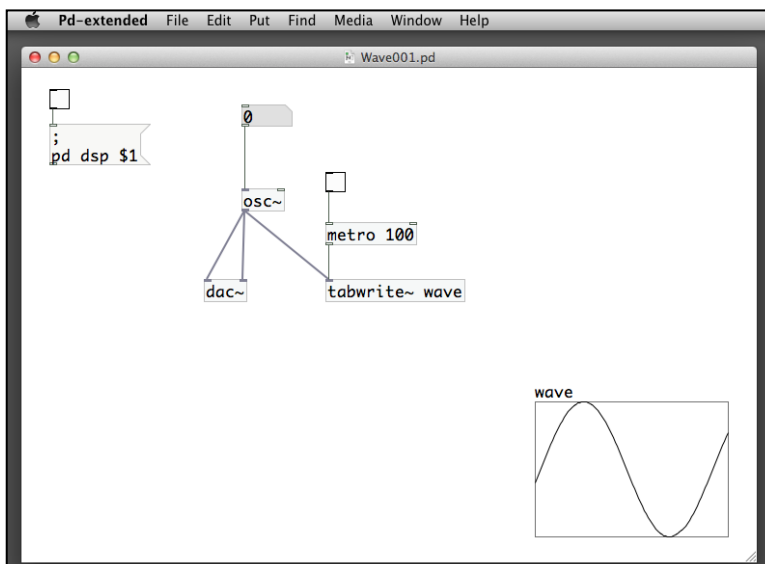 Pd-extended File Edit Put Find Media Window Help
Wave001.pd
;
pd dsp $1
0
osc~
metro 100
dac~
tabwrite~ wave
wave